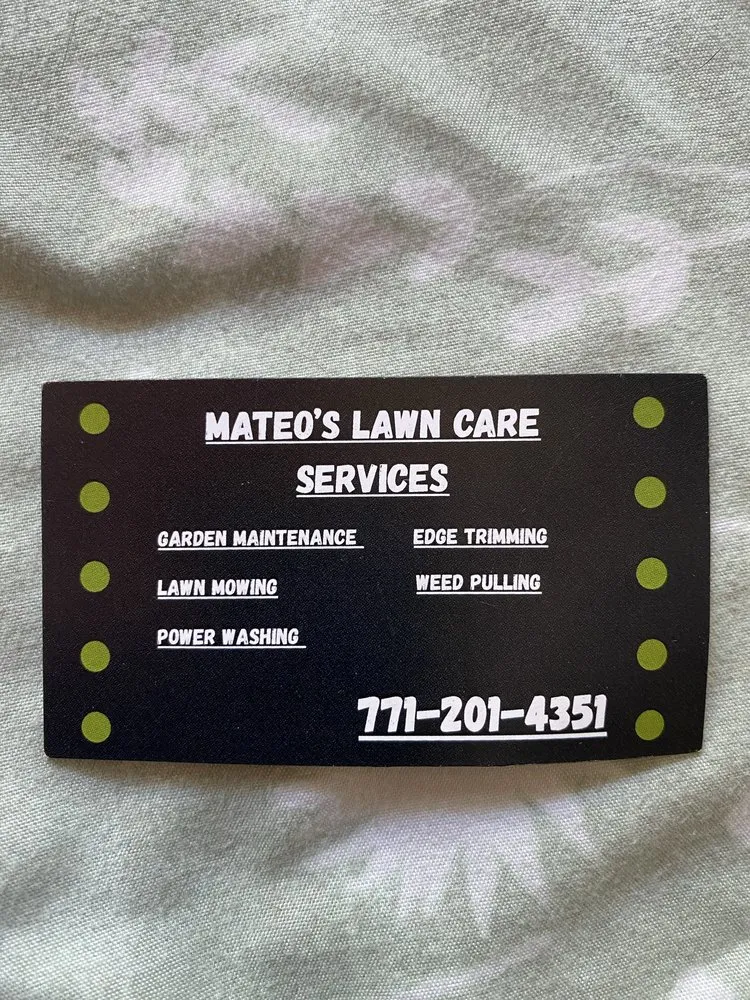 MATEO'S LAWN CARE
SERVICES
GARDEN MAINTENANCE
EDGE TRIMMING
LAWN MOWING
WEED PULLING
POWER WASHING
771-201-4351